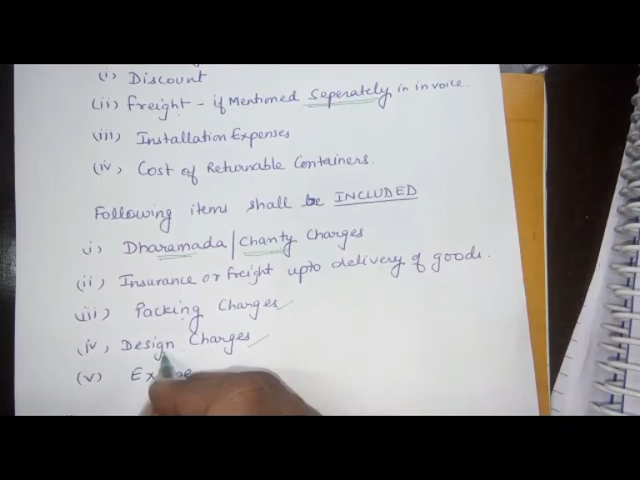 (i) Discount
(ii) Freight - if Mentioned Seperately in invoice.
(iii) Installation Expenses
(iv, Cost of Returnable Containers.
Following items shall be INCLUDED
(i) Dharamada | Chanty Charges
(ii) Insurance or freight upto delivery of goods.
(iii) Packing Charges
(iv, Design Charges
(v)